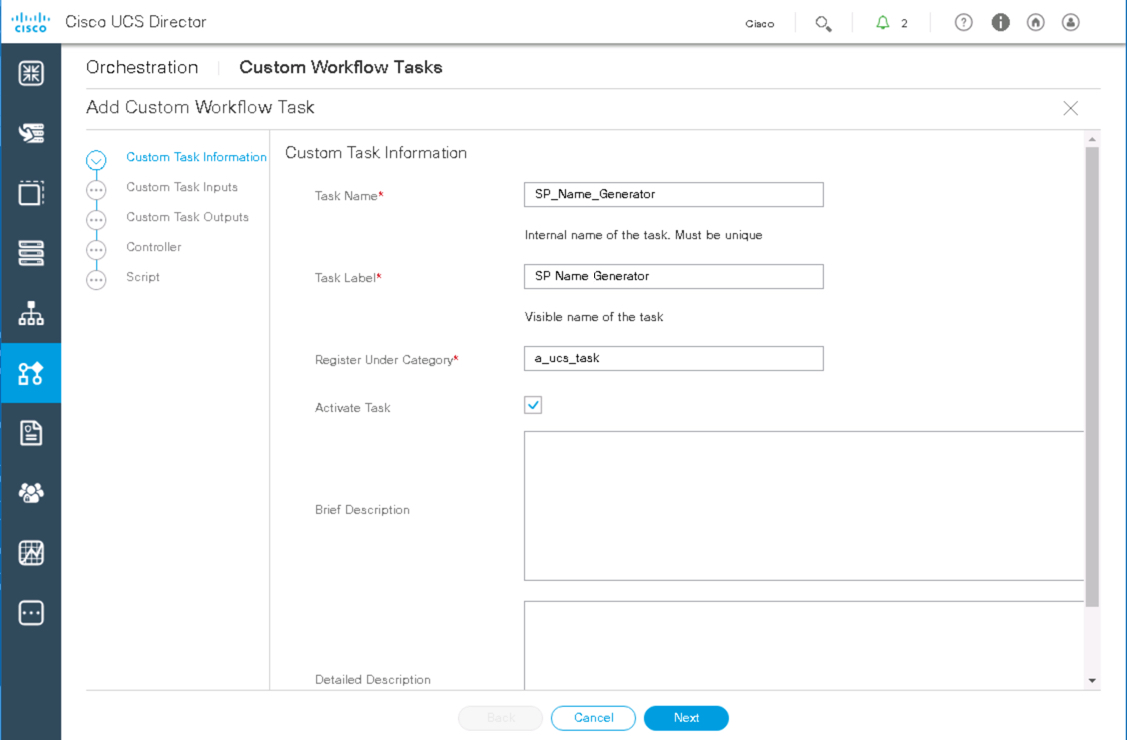 cisco
Cisco UCS Director
Cisco
2
Orchestration
Custom Workflow Tasks
Add Custom Workflow Task
Custom Task Information
Custom Task Inputs
Custom Task Outputs
Controller
Script
Custom Task Information
Task Name*
SP_Name_Generator
Internal name of the task. Must be unique
Task Label*
SP Name Generator
Visible name of the task
Register Under Category*
a_ucs_task
Activate Task
Brief Description
Detailed Description
Back
Cancel
Next